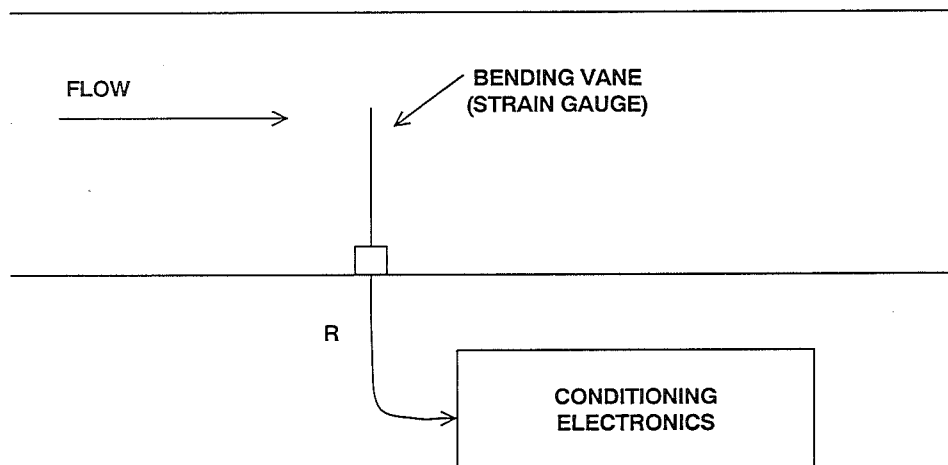 FLOW
BENDING VANE
(STRAIN GAUGE)
R
CONDITIONING
ELECTRONICS